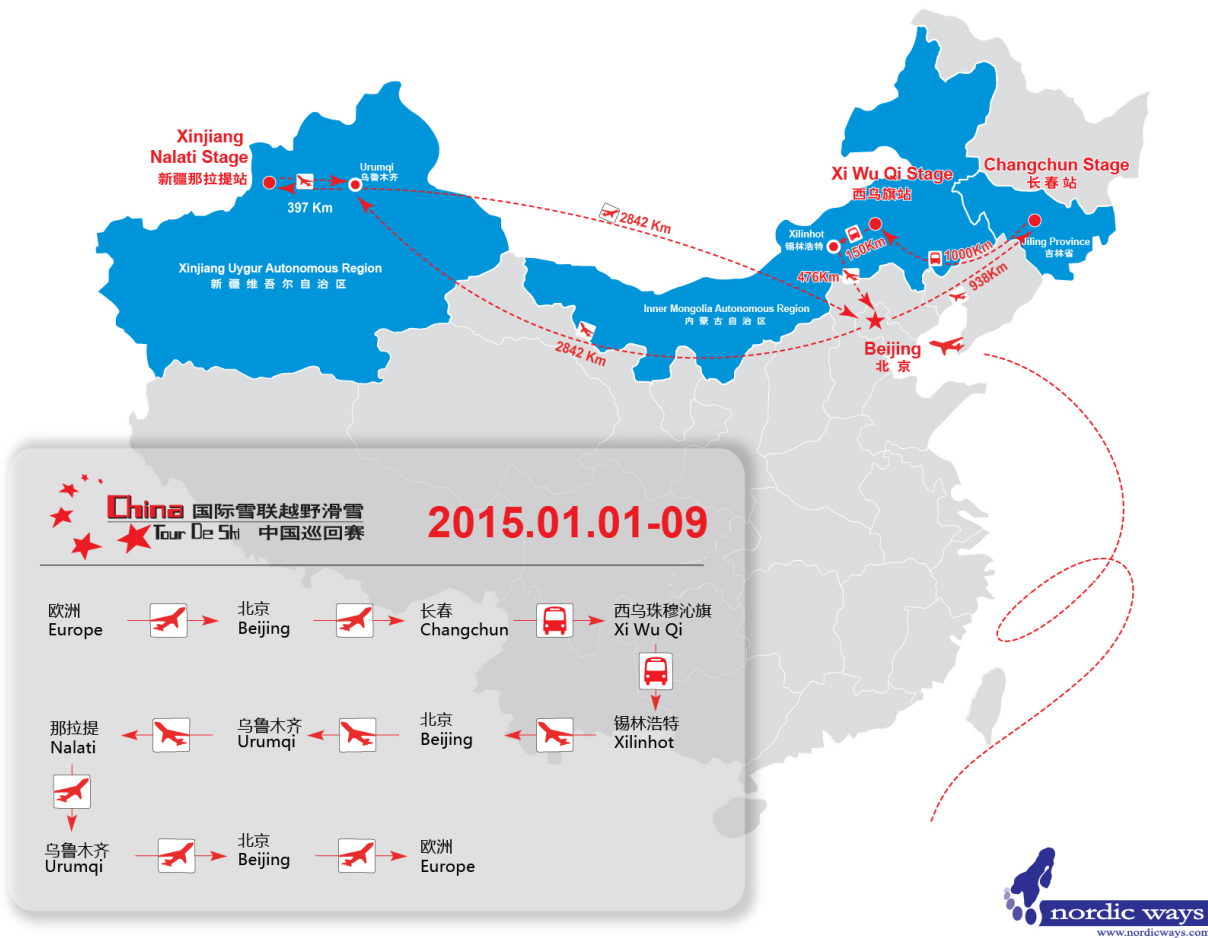 Xinjiang
Nalati Stage
新疆那拉提站
Urumqi
乌鲁木齐
397 Km
2842 Km
Xinjiang Uygur Autonomous Region
新疆维吾尔自治区
2842 Km
Inner Mongolia Autonomous Region
内蒙古自治区
Xi Wu Qi Stage
西乌旗站
Changchun Stage
长春站
Xilinhot
锡林浩特
150Km
1000Km
Jiling Province
吉林省
476Km
938Km
Beijing
北京
China 国际雪联越野滑雪
Tour De Ski 中国巡回赛
2015.01.01-09
欧洲
Europe
北京
Beijing
长春
Changchun
西乌珠穆沁旗
Xi Wu Qi
那拉提
Nalati
乌鲁木齐
Urumqi
北京
Beijing
锡林浩特
Xilinhot
乌鲁木齐
Urumqi
北京
Beijing
欧洲
Europe
nordic ways
www.nordicways.com